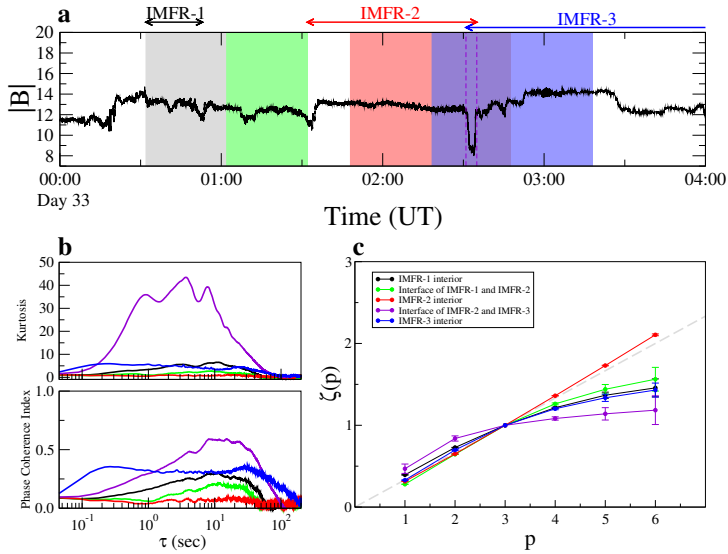 a
IMFR-1
IMFR-2
IMFR-3
|B|
20
18
16
14
12
10
8
00:00
01:00
02:00
03:00
04:00
Day 33
Time (UT)
b
Kurtosis
50
40
30
20
10
0
Phase Coherence Index
1.0
0.5
0.0
10⁻¹
10⁰
10¹
10²
τ (sec)
c
ζ(p)
3
2
1
0
IMFR-1 interior
Interface of IMFR-1 and IMFR-2
IMFR-2 interior
Interface of IMFR-2 and IMFR-3
IMFR-3 interior
1
2
3
4
5
6
p